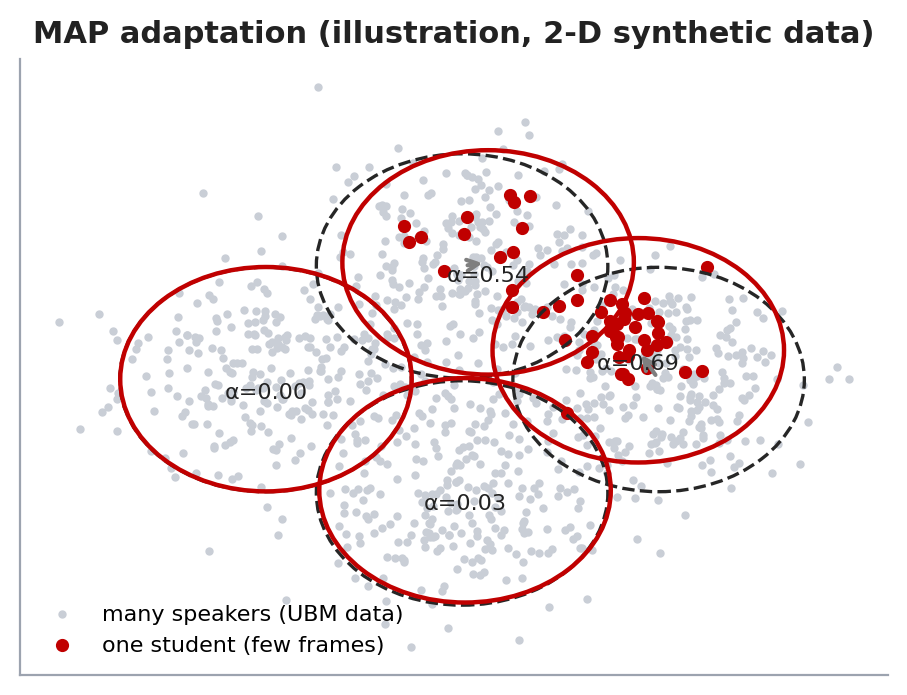 MAP adaptation (illustration, 2-D synthetic data)
α=0.54
α=0.69
α=0.00
α=0.03
many speakers (UBM data)
one student (few frames)